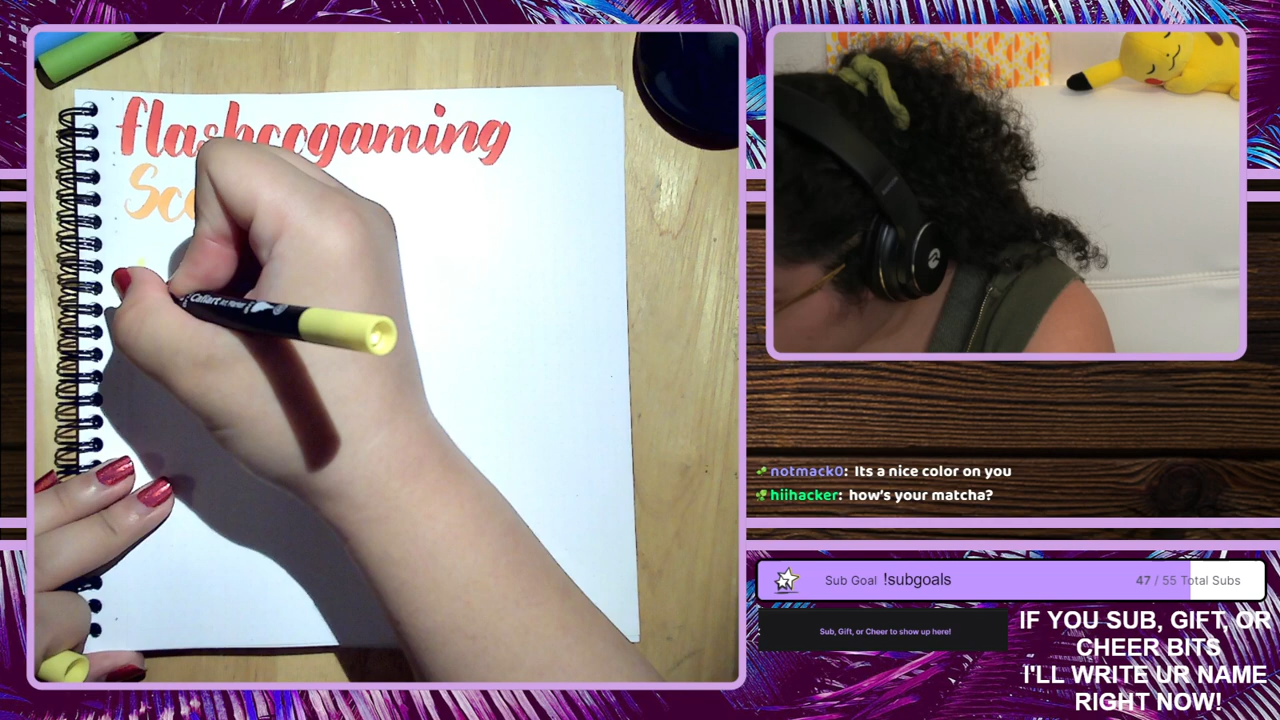 flashcogaming
Sco
Caliart
notmack0: Its a nice color on you
hiihacker: how's your matcha?
Sub Goal !subgoals 47 / 55 Total Subs
Sub, Gift, or Cheer to show up here!
IF YOU SUB, GIFT, OR
CHEER BITS
I'LL WRITE UR NAME
RIGHT NOW!